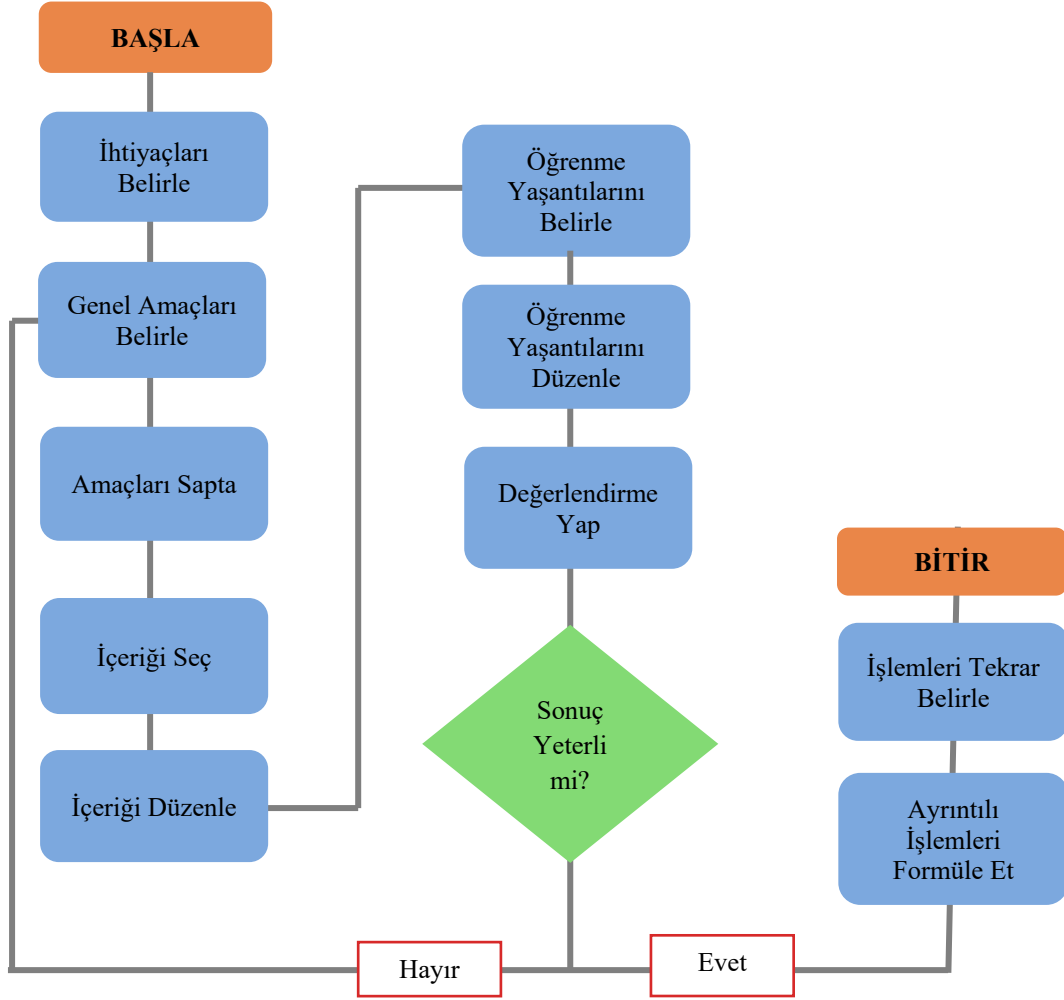 BAŞLA
İhtiyaçları
Belirle
Genel Amaçları
Belirle
Amaçları Sapta
İçeriği Seç
İçeriği Düzenle
Öğrenme
Yaşantılarını
Belirle
Öğrenme
Yaşantılarını
Düzenle
Değerlendirme
Yap
Sonuç
Yeterli
mi?
Hayır
Evet
BİTİR
İşlemleri Tekrar
Belirle
Ayrıntılı
İşlemleri
Formüle Et